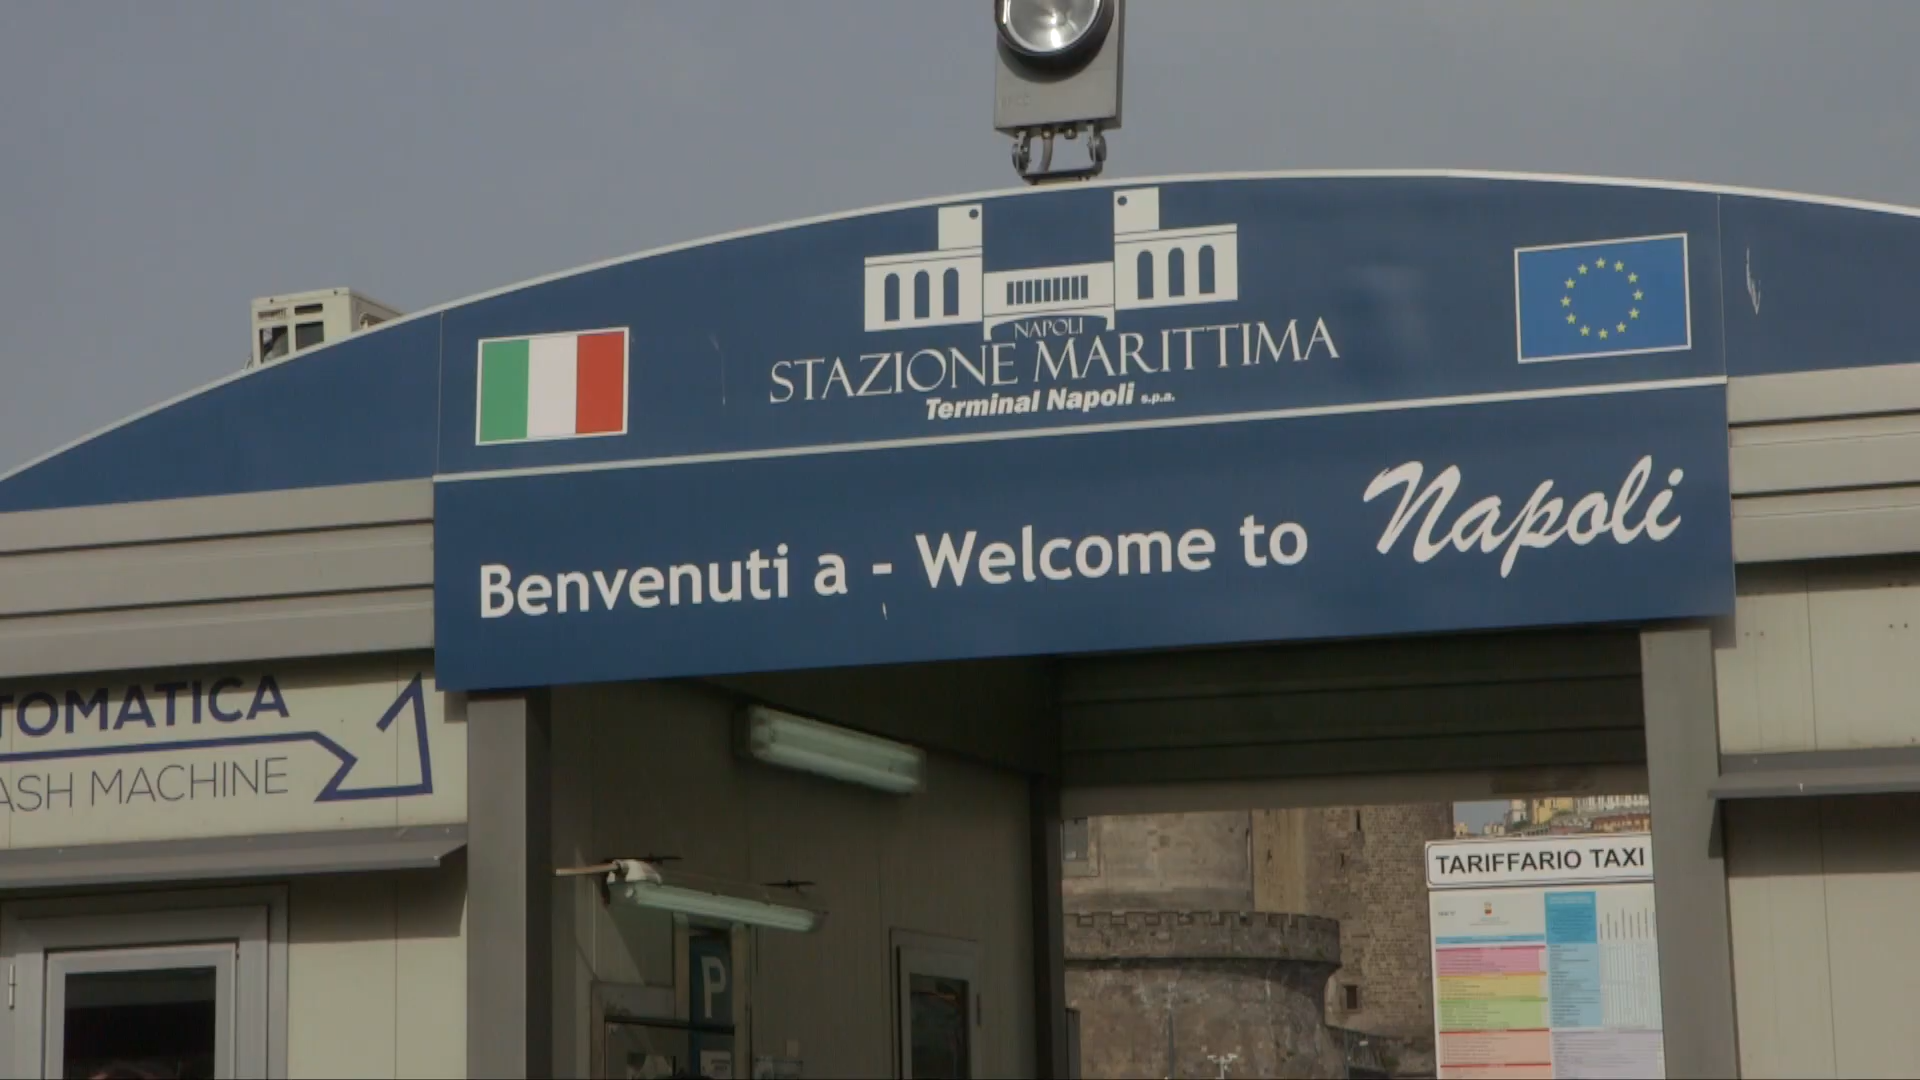 NAPOLI
STAZIONE MARITTIMA
Terminal Napoli s.p.a.
Benvenuti a - Welcome to Napoli
TOMATICA
ASH MACHINE
P
TARIFFARIO TAXI